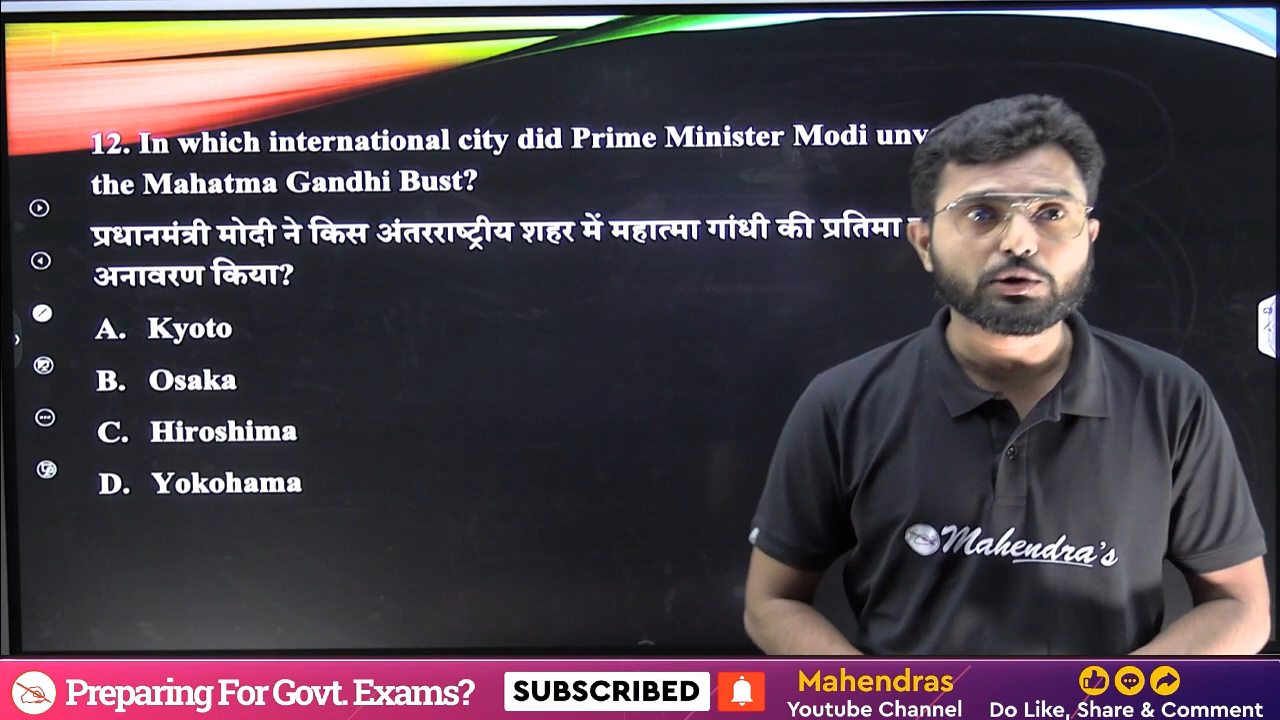 12. In which international city did Prime Minister Modi
the Mahatma Gandhi Bust?
प्रधानमंत्री मोदी ने किस अंतरराष्ट्रीय शहर में महात्मा गांधी की प्रतिमा
अनावरण किया?
A. Kyoto
B. Osaka
C. Hiroshima
D. Yokohama
Mahendra's
Preparing For Govt. Exams?
SUBSCRIBED
Mahendras
Youtube Channel
Do Like, Share & Comment